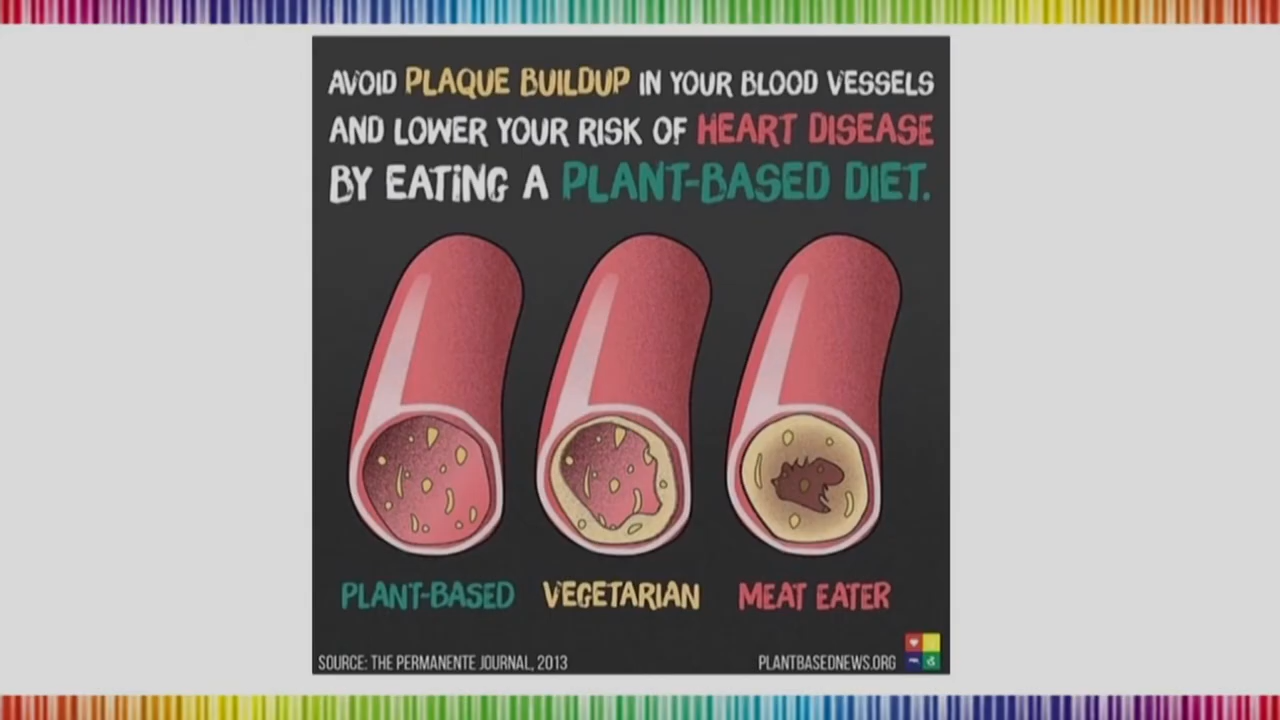 AVOID PLAQUE BUILDUP IN YOUR BLOOD VESSELS
AND LOWER YOUR RISK OF HEART DISEASE
BY EATING A PLANT-BASED DIET.
PLANT-BASED VEGETARIAN MEAT EATER
SOURCE: THE PERMANENTE JOURNAL, 2013 PLANTBASEDNEWS.ORG